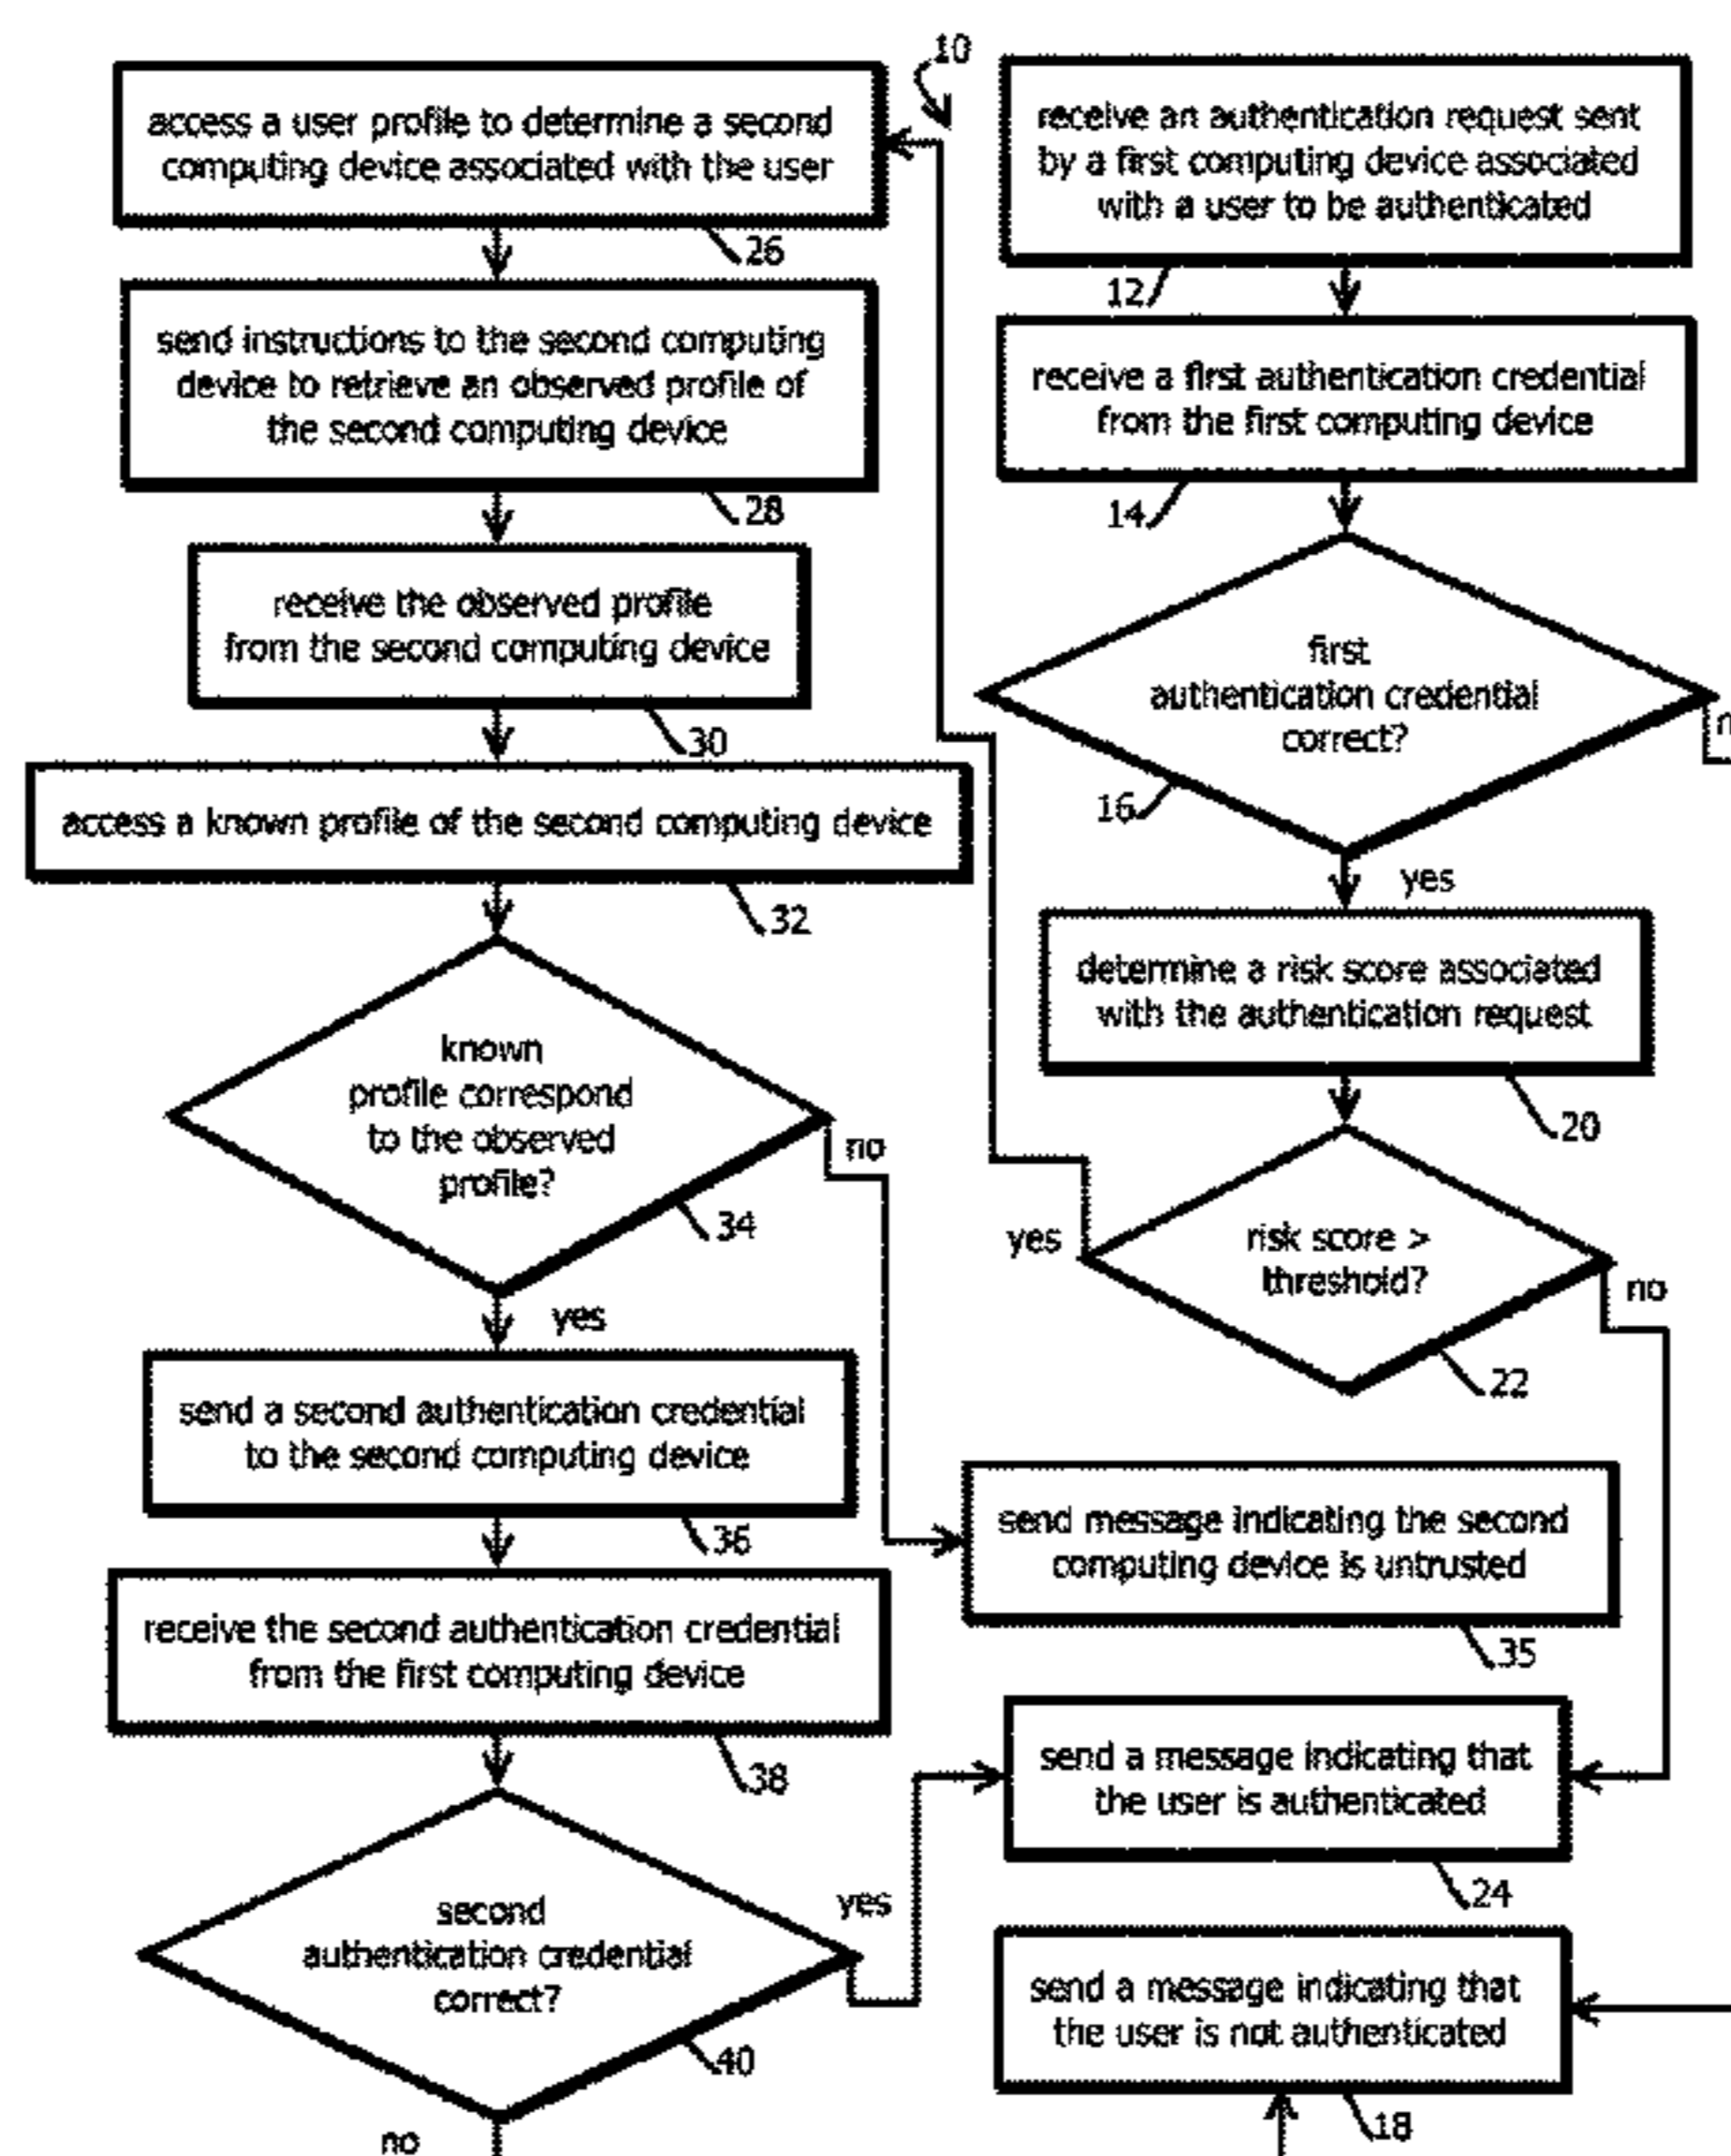 10
access a user profile to determine a second
computing device associated with the user
26
send instructions to the second computing
device to retrieve an observed profile of
the second computing device
28
receive the observed profile
from the second computing device
30
access a known profile of the second computing device
32
known
profile correspond
to the observed
profile?
34
no
yes
send a second authentication credential
to the second computing device
36
receive the second authentication credential
from the first computing device
38
second
authentication credential
correct?
40
yes
no
receive an authentication request sent
by a first computing device associated
with a user to be authenticated
12
receive a first authentication credential
from the first computing device
14
first
authentication credential
correct?
16
yes
determine a risk score associated
with the authentication request
20
risk score >
threshold?
22
yes
no
send message indicating the second
computing device is untrusted
35
send a message indicating that
the user is authenticated
24
send a message indicating that
the user is not authenticated
18